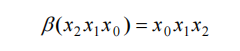 β(x₂x₁x₀) = x₀x₁x₂